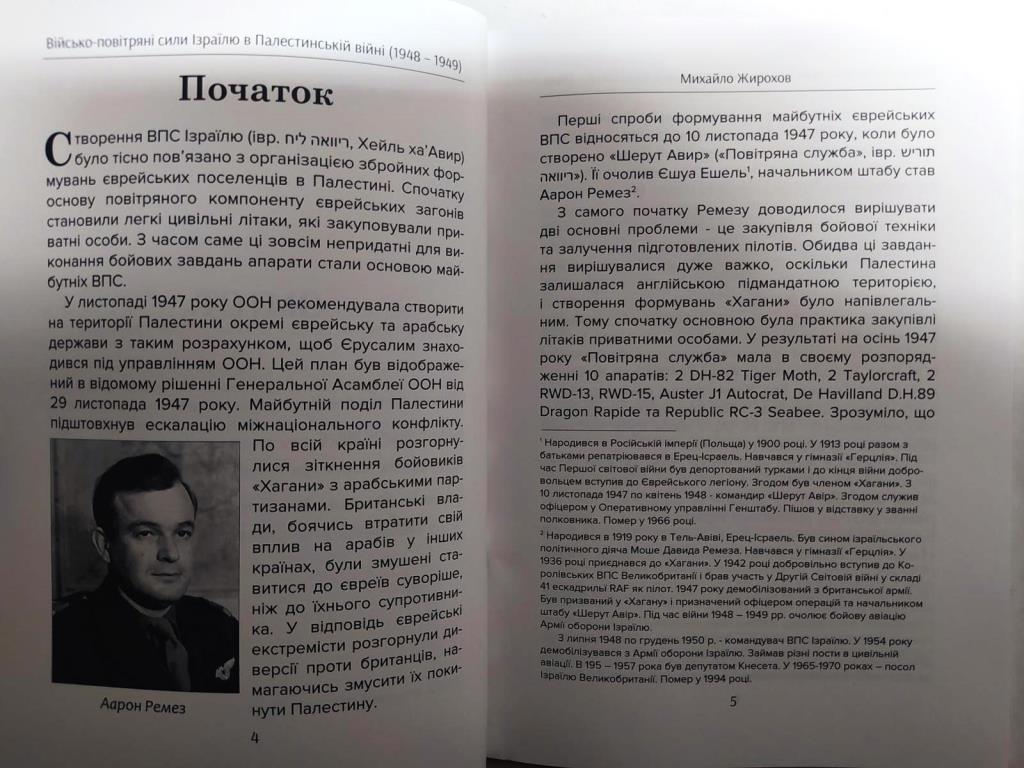 Військо-повітряні сили Ізраїлю в Палестинській війні (1948 – 1949)
Початок
Створення ВПС Ізраїлю (івр. ריוואה ליח, Хейль ха'Авир)
було тісно пов'язано з організацією збройних фор-
мувань єврейських поселенців в Палестині. Спочатку
основу повітряного компоненту єврейських загонів
становили легкі цивільні літаки, які закуповували при-
ватні особи. З часом саме ці зовсім непридатні для ви-
конання бойових завдань апарати стали основою май-
бутніх ВПС.
У листопаді 1947 року ООН рекомендувала створити
на території Палестини окремі єврейську та арабську
держави з таким розрахунком, щоб Єрусалим знахо-
дився під управлінням ООН. Цей план був відображе-
ний в відомому рішенні Генеральної Асамблеї ООН від
29 листопада 1947 року. Майбутній поділ Палестини
підштовхнув ескалацію міжнаціонального конфлікту.
По всій країні розгорну-
лися зіткнення бойовиків
«Хагани» з арабськими пар-
тизанами. Британські вла-
ди, боячись втратити свій
вплив на арабів у інших
країнах, були змушені ста-
витися до євреїв суворіше,
ніж до їхнього супротивни-
ка. У відповідь єврейські
екстремісти розгорнули ди-
версії проти британців, на-
магаючись змусити їх поки-
нути Палестину.
Аарон Ремез
4
Михайло Жирохов
Перші спроби формування майбутніх єврейських
ВПС відносяться до 10 листопада 1947 року, коли було
створено «Шерут Авир» («Повітряна служба», івр. תוריש
ריוואה»). Її очолив Єшуа Ешель¹, начальником штабу став
Аарон Ремез².
З самого початку Ремезу доводилося вирішувати
дві основні проблеми - це закупівля бойової техніки
та залучення підготовлених пілотів. Обидва ці завдан-
ня вирішувалися дуже важко, оскільки Палестина
залишалася англійською підмандатною територією,
і створення формувань «Хагани» було напівлегаль-
ним. Тому спочатку основною була практика закупівлі
літаків приватними особами. У результаті на осінь 1947
року «Повітряна служба» мала в своєму розпоряд-
женні 10 апаратів: 2 DH-82 Tiger Moth, 2 Taylorcraft, 2
RWD-13, RWD-15, Auster J1 Autocrat, De Havilland D.H.89
Dragon Rapide та Republic RC-3 Seabee. Зрозуміло, що
¹ Народився в Російській імперії (Польща) у 1900 році. У 1913 році разом з
батьками репатріювався в Ерец-Ісраель. Навчався у гімназії «Герцлія». Під
час Першої світової війни був депортований турками і до кінця війни добро-
вольцем вступив до Єврейського легіону. Згодом був членом «Хагани». З
10 листопада 1947 по квітень 1948 - командир «Шерут Авір». Згодом служив
офіцером у Оперативному управлінні Генштабу. Пішов у відставку у званні
полковника. Помер у 1966 році.
² Народився в 1919 року в Тель-Авіві, Ерец-Ісраель. Був сином ізраїльського
політичного діяча Моше Давида Ремеза. Навчався у гімназії «Герцлія». У
1936 році приєднався до «Хагани». У 1942 році добровільно вступив до Ко-
ролівських ВПС Великобританії і брав участь у Другій Світовій війні у складі
41 ескадрильї RAF як пілот. 1947 року демобілізований з британської армії.
Був призваний у «Хагану» і призначений офіцером операцій та начальником
штабу «Шерут Авір». Під час війни 1948 – 1949 рр. очолює бойову авіацію
Армії оборони Ізраїлю.
З липня 1948 по грудень 1950 р. - командувач ВПС Ізраїлю. У 1954 року
демобілізувався з Армії оборони Ізраїлю. Займав різні пости в цивільній
авіації. В 195 – 1957 рока був депутатом Кнесета. У 1965-1970 роках – посол
Ізраїлю Великобританії. Помер у 1994 році.
5